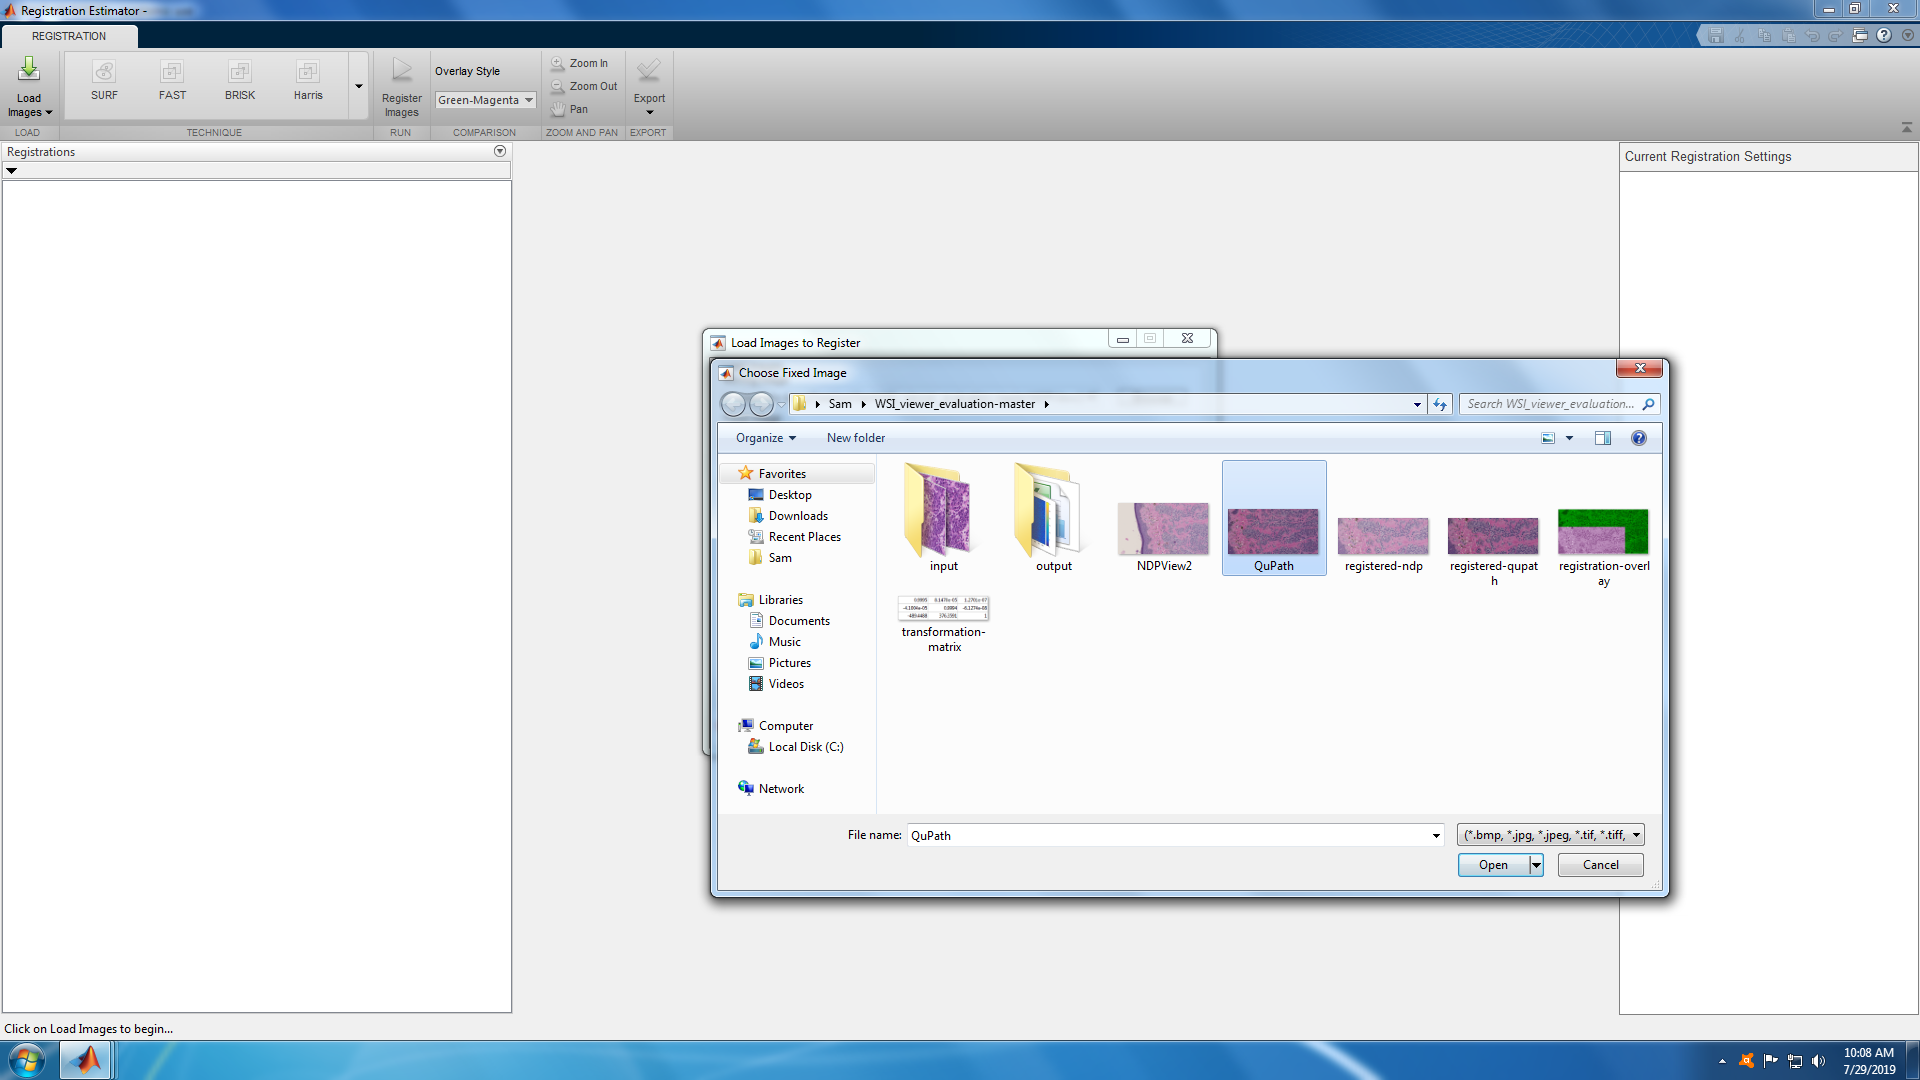 Registration Estimator -
REGISTRATION
Load Images
SURF
FAST
BRISK
Harris
Register Images
Overlay Style
Green-Magenta
Zoom In
Zoom Out
Pan
Export
LOAD
TECHNIQUE
RUN
COMPARISON
ZOOM AND PAN
EXPORT
Registrations
Current Registration Settings
Load Images to Register
Choose Fixed Image
Sam
WSI_viewer_evaluation-master
Search WSI_viewer_evaluation...
Organize
New folder
Favorites
Desktop
Downloads
Recent Places
Sam
Libraries
Documents
Music
Pictures
Videos
Computer
Local Disk (C:)
Network
input
output
NDPView2
QuPath
registered-ndp
registered-qupat
h
registration-overl
ay
transformation-
matrix
File name:
QuPath
(*.bmp, *.jpg, *.jpeg, *.tif, *.tiff,
Open
Cancel
Click on Load Images to begin...
10:08 AM
7/29/2019